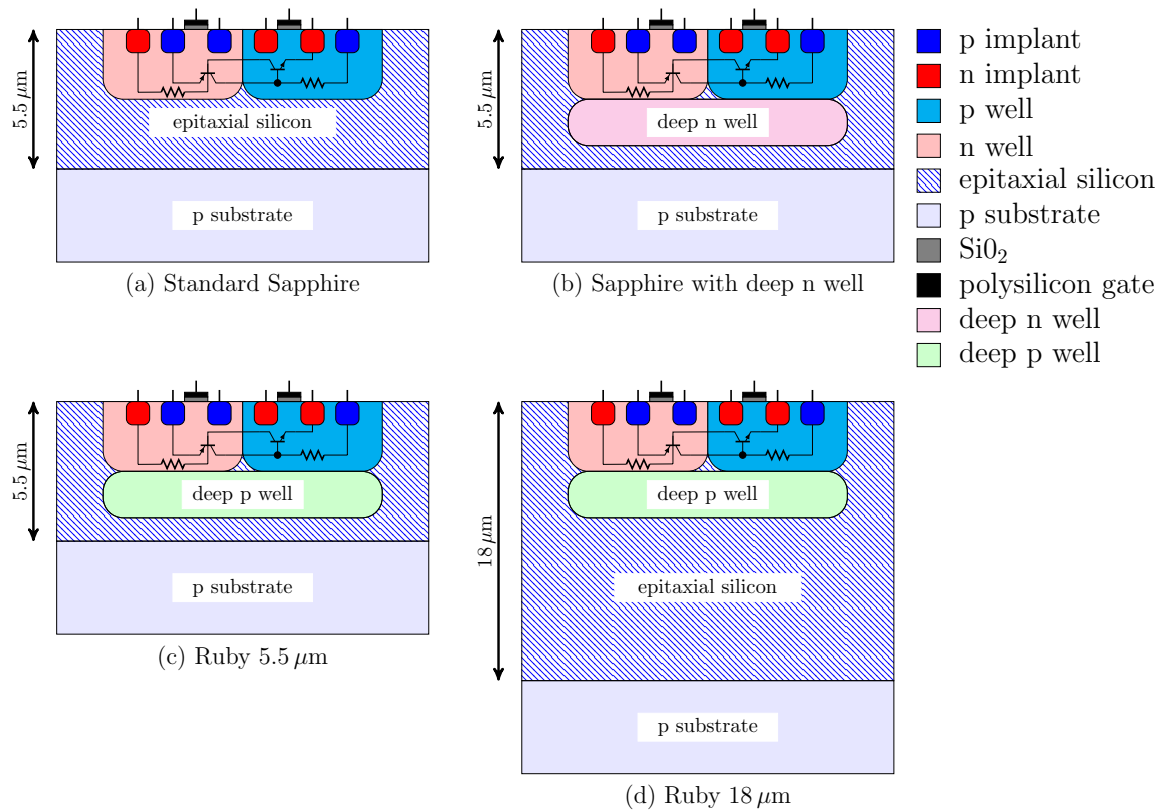 5.5 μm
epitaxial silicon
p substrate
(a) Standard Sapphire
5.5 μm
deep n well
p substrate
(b) Sapphire with deep n well
p implant
n implant
p well
n well
epitaxial silicon
p substrate
Si0₂
polysilicon gate
deep n well
deep p well
5.5 μm
deep p well
p substrate
(c) Ruby 5.5 μm
18 μm
deep p well
epitaxial silicon
p substrate
(d) Ruby 18 μm